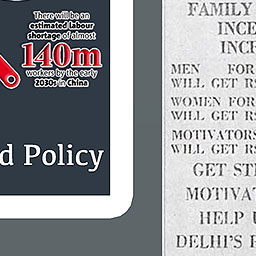 There will be an
estimated labour
shortage of almost
140m
workers by the early
2030s in China
d Policy
FAMILY
INCE
INCR
MEN FOR
WILL GET RS
WOMEN FOR
WILL GET RS
MOTIVATORS
WILL GET RS
GET STE
MOTIVA
HELP U
DELHI'S F